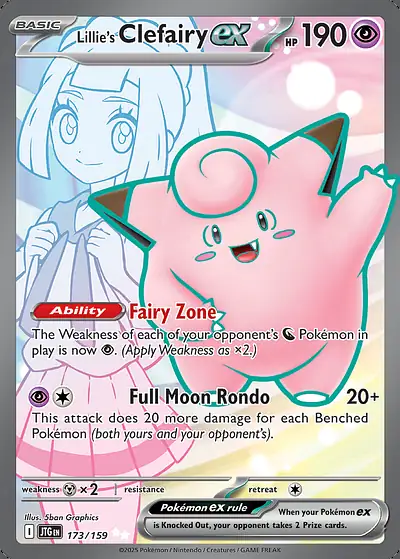 BASIC
Lillie's Clefairy ex HP 190
Ability Fairy Zone
The Weakness of each of your opponent's Pokémon in
play is now . (Apply Weakness as ×2.)
Full Moon Rondo 20+
This attack does 20 more damage for each Benched
Pokémon (both yours and your opponent's).
weakness ×2 resistance retreat
Illus. 5ban Graphics
I JTG EN 173/159
Pokémon ex rule When your Pokémon ex
is Knocked Out, your opponent takes 2 Prize cards.
©2025 Pokémon / Nintendo / Creatures / GAME FREAK